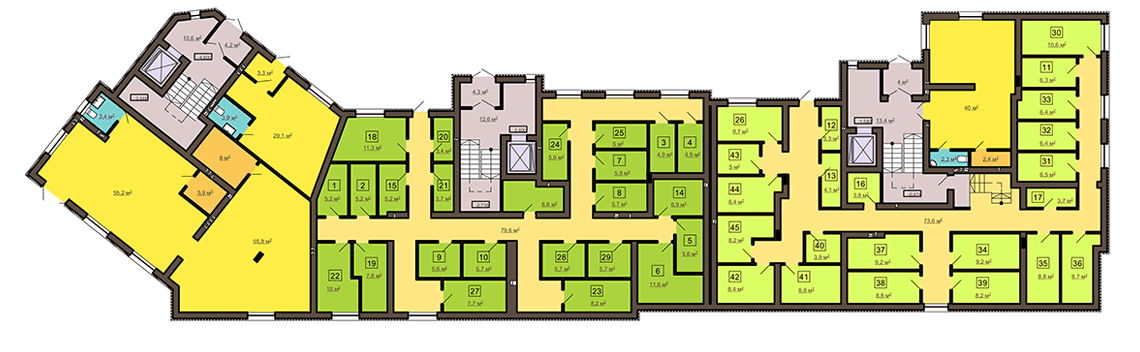 10,6 м²
4,2 м²
3,3 м²
3,4 м²
3,9 м²
29,1 м²
8 м²
55,2 м²
3,9 м²
55,8 м²
18
11,3 м²
20
3,4 м²
1
5,2 м²
2
5,2 м²
15
5,2 м²
21
3,7 м²
22
10 м²
19
7,8 м²
4,3 м²
12,6 м²
24
5,6 м²
25
5 м²
7
5,9 м²
8
5,7 м²
3
4,9 м²
4
4,9 м²
6,6 м²
14
6,9 м²
79,6 м²
9
5,6 м²
10
5,7 м²
28
5,7 м²
29
5,7 м²
5
5,6 м²
6
11,6 м²
27
7,7 м²
23
8,2 м²
26
8,7 м²
12
3,3 м²
43
5 м²
13
4,1 м²
44
8,4 м²
45
8,2 м²
40
3,9 м²
42
8,4 м²
41
8,8 м²
4 м²
13,4 м²
16
3,8 м²
40 м²
2,3 м²
2,4 м²
30
10,6 м²
11
6,3 м²
33
6,4 м²
32
6,4 м²
31
6,5 м²
17
3,7 м²
73,6 м²
37
9,2 м²
34
9,2 м²
38
8,8 м²
39
8,2 м²
35
8,8 м²
36
8,7 м²